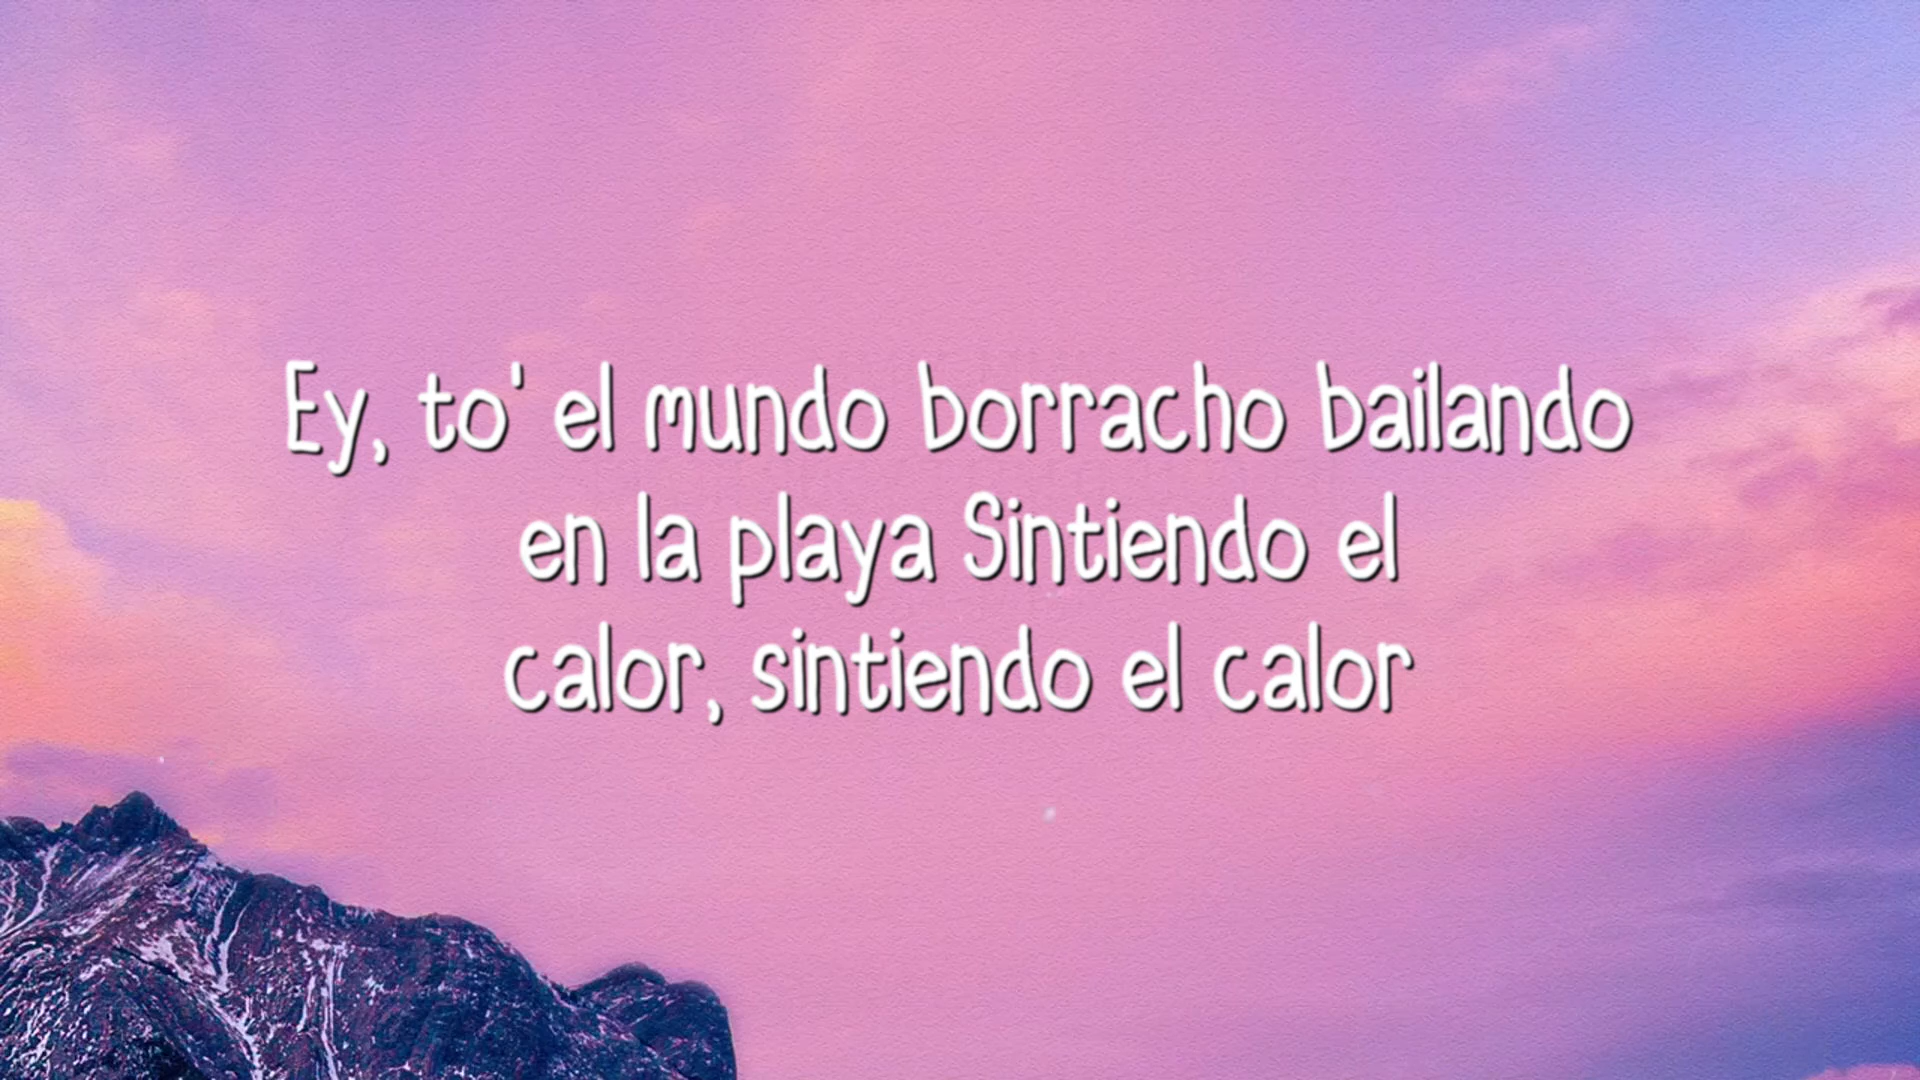 Ey, to' el mundo borracho bailando
en la playa Sintiendo el
calor, sintiendo el calor